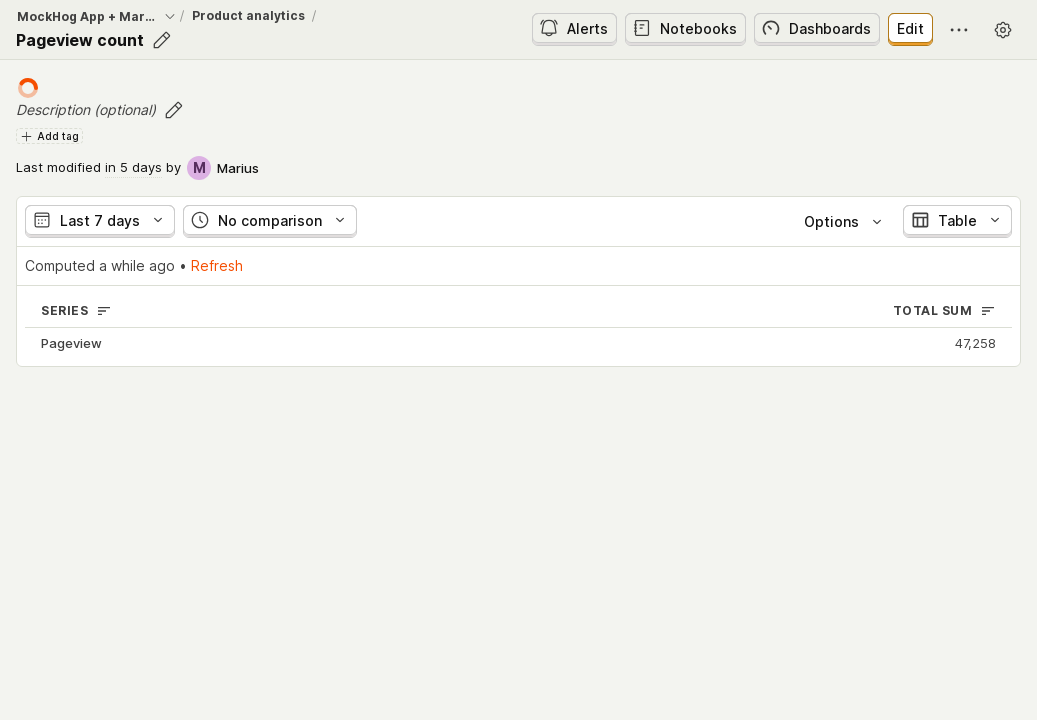 MockHog App + Mar... / Product analytics /
Pageview count
Alerts
Notebooks
Dashboards
Edit
Description (optional)
Add tag
Last modified in 5 days by M Marius
Last 7 days
No comparison
Options
Table
Computed a while ago • Refresh
SERIES
TOTAL SUM
Pageview
47,258